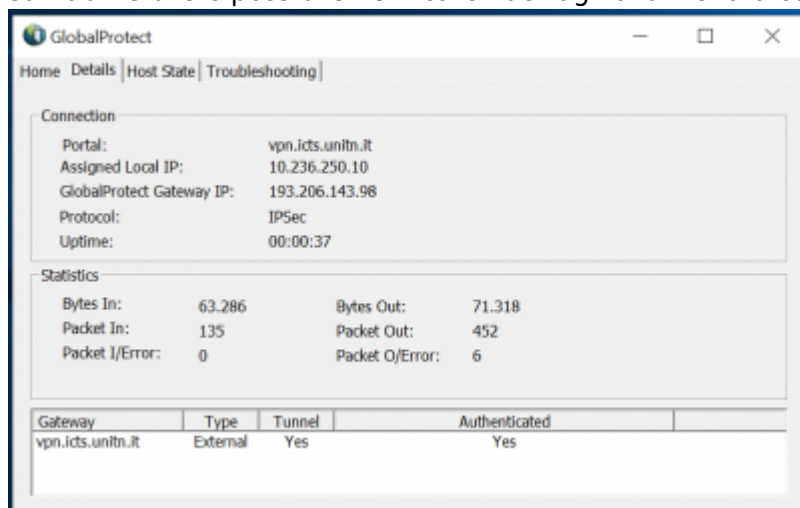 GlobalProtect
Home Details Host State Troubleshooting
Connection
Portal: vpn.icts.unitn.it
Assigned Local IP: 10.236.250.10
GlobalProtect Gateway IP: 193.206.143.98
Protocol: IPSec
Uptime: 00:00:37
Statistics
Bytes In: 63.286 Bytes Out: 71.318
Packet In: 135 Packet Out: 452
Packet I/Error: 0 Packet O/Error: 6
Gateway Type Tunnel Authenticated
vpn.icts.unitn.it External Yes Yes